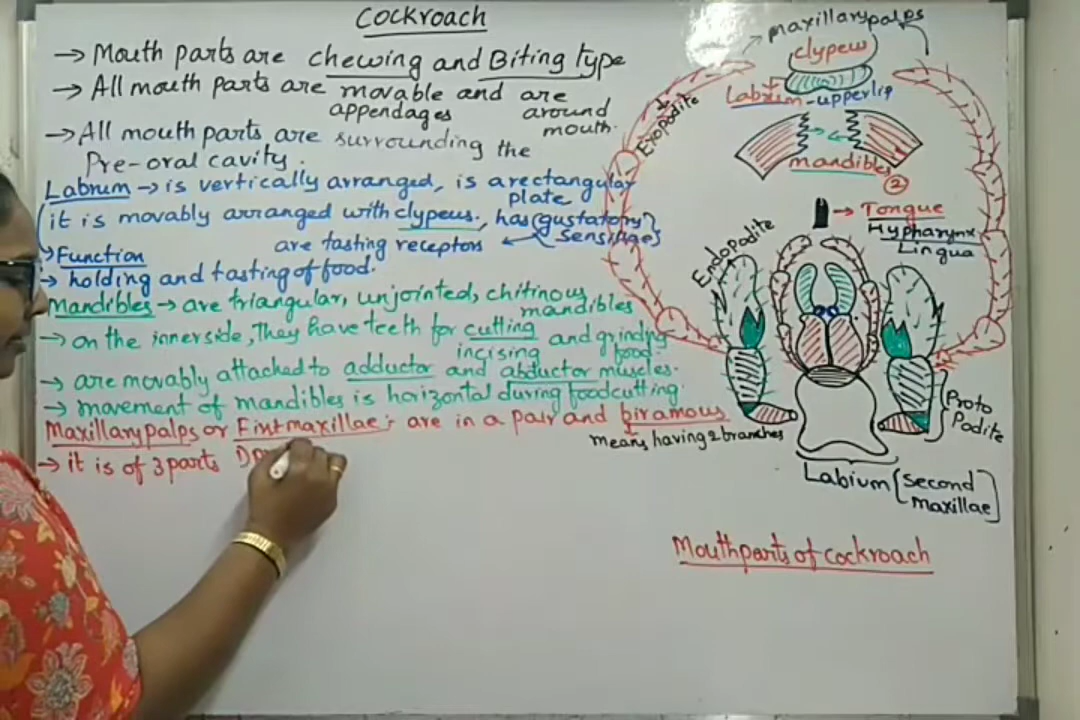 Cockroach
→ Mouth parts are chewing and Biting type
→ All mouth parts are movable and are
appendages around
mouth.
→ All mouth parts are surrounding the
Pre-oral cavity.
Labrum → is vertically arranged, is a rectangular
plate
it is movably arranged with clypeus, has (gustatory
are tasting receptors ← sensillae}
Function
→ holding and tasting of food.
Mandibles → are triangular, unjointed, chitinous
mandibles
→ on the innerside, They have teeth for cutting and grinding
incising food.
→ are movably attached to adductor and abductor muscles.
→ movement of mandibles is horizontal during foodcutting.
Maxillary palps or First maxillae :- are in a pair and biramous
means having 2 branches
→ it is of 3 parts
maxillary palps
clypeus
Labrum - upperlip
Exopodite
mandibles
2
→ Tongue
Hypharynx
Lingua
Endopodite
Proto
Podite
Labium [second
maxillae]
Mouthparts of cockroach